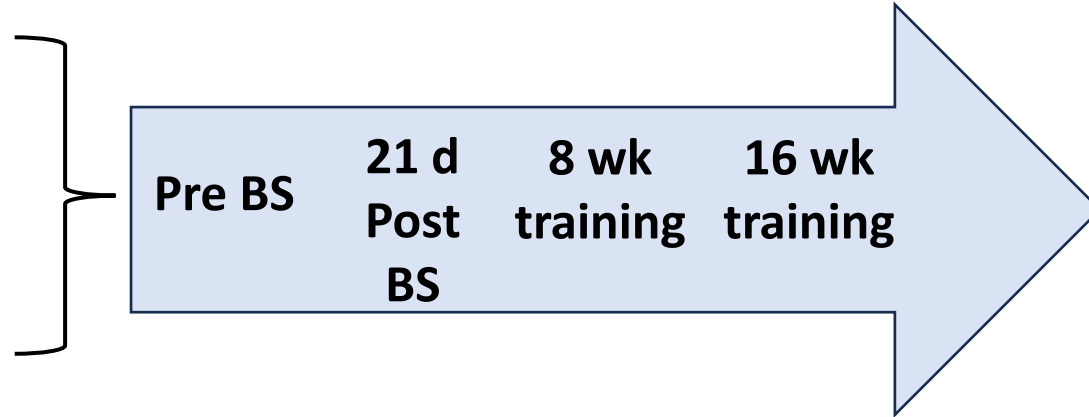 Pre BS
21 d
Post
BS
8 wk
training
16 wk
training